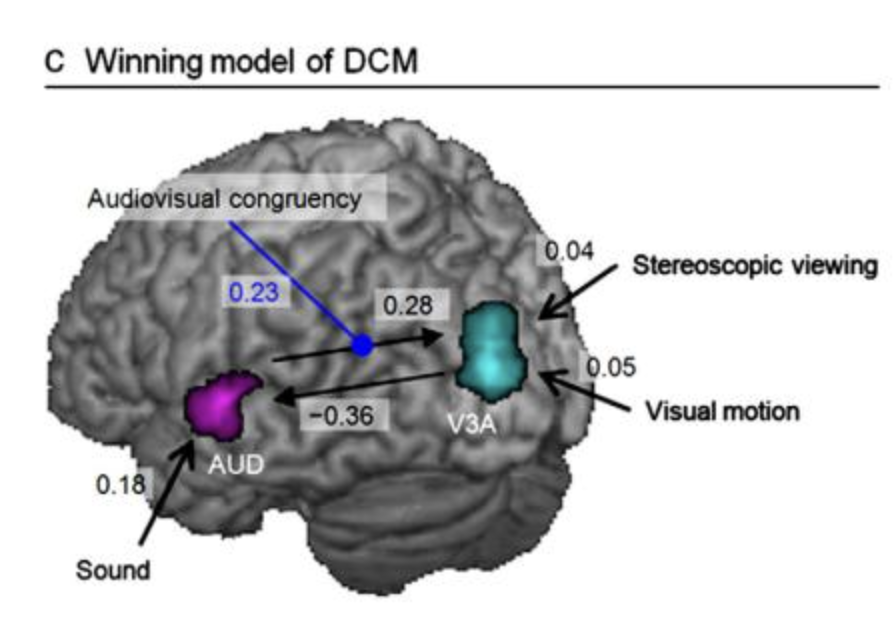 C Winning model of DCM
Audiovisual congruency
0.04
Stereoscopic viewing
0.23
0.28
0.05
−0.36
Visual motion
V3A
AUD
0.18
Sound